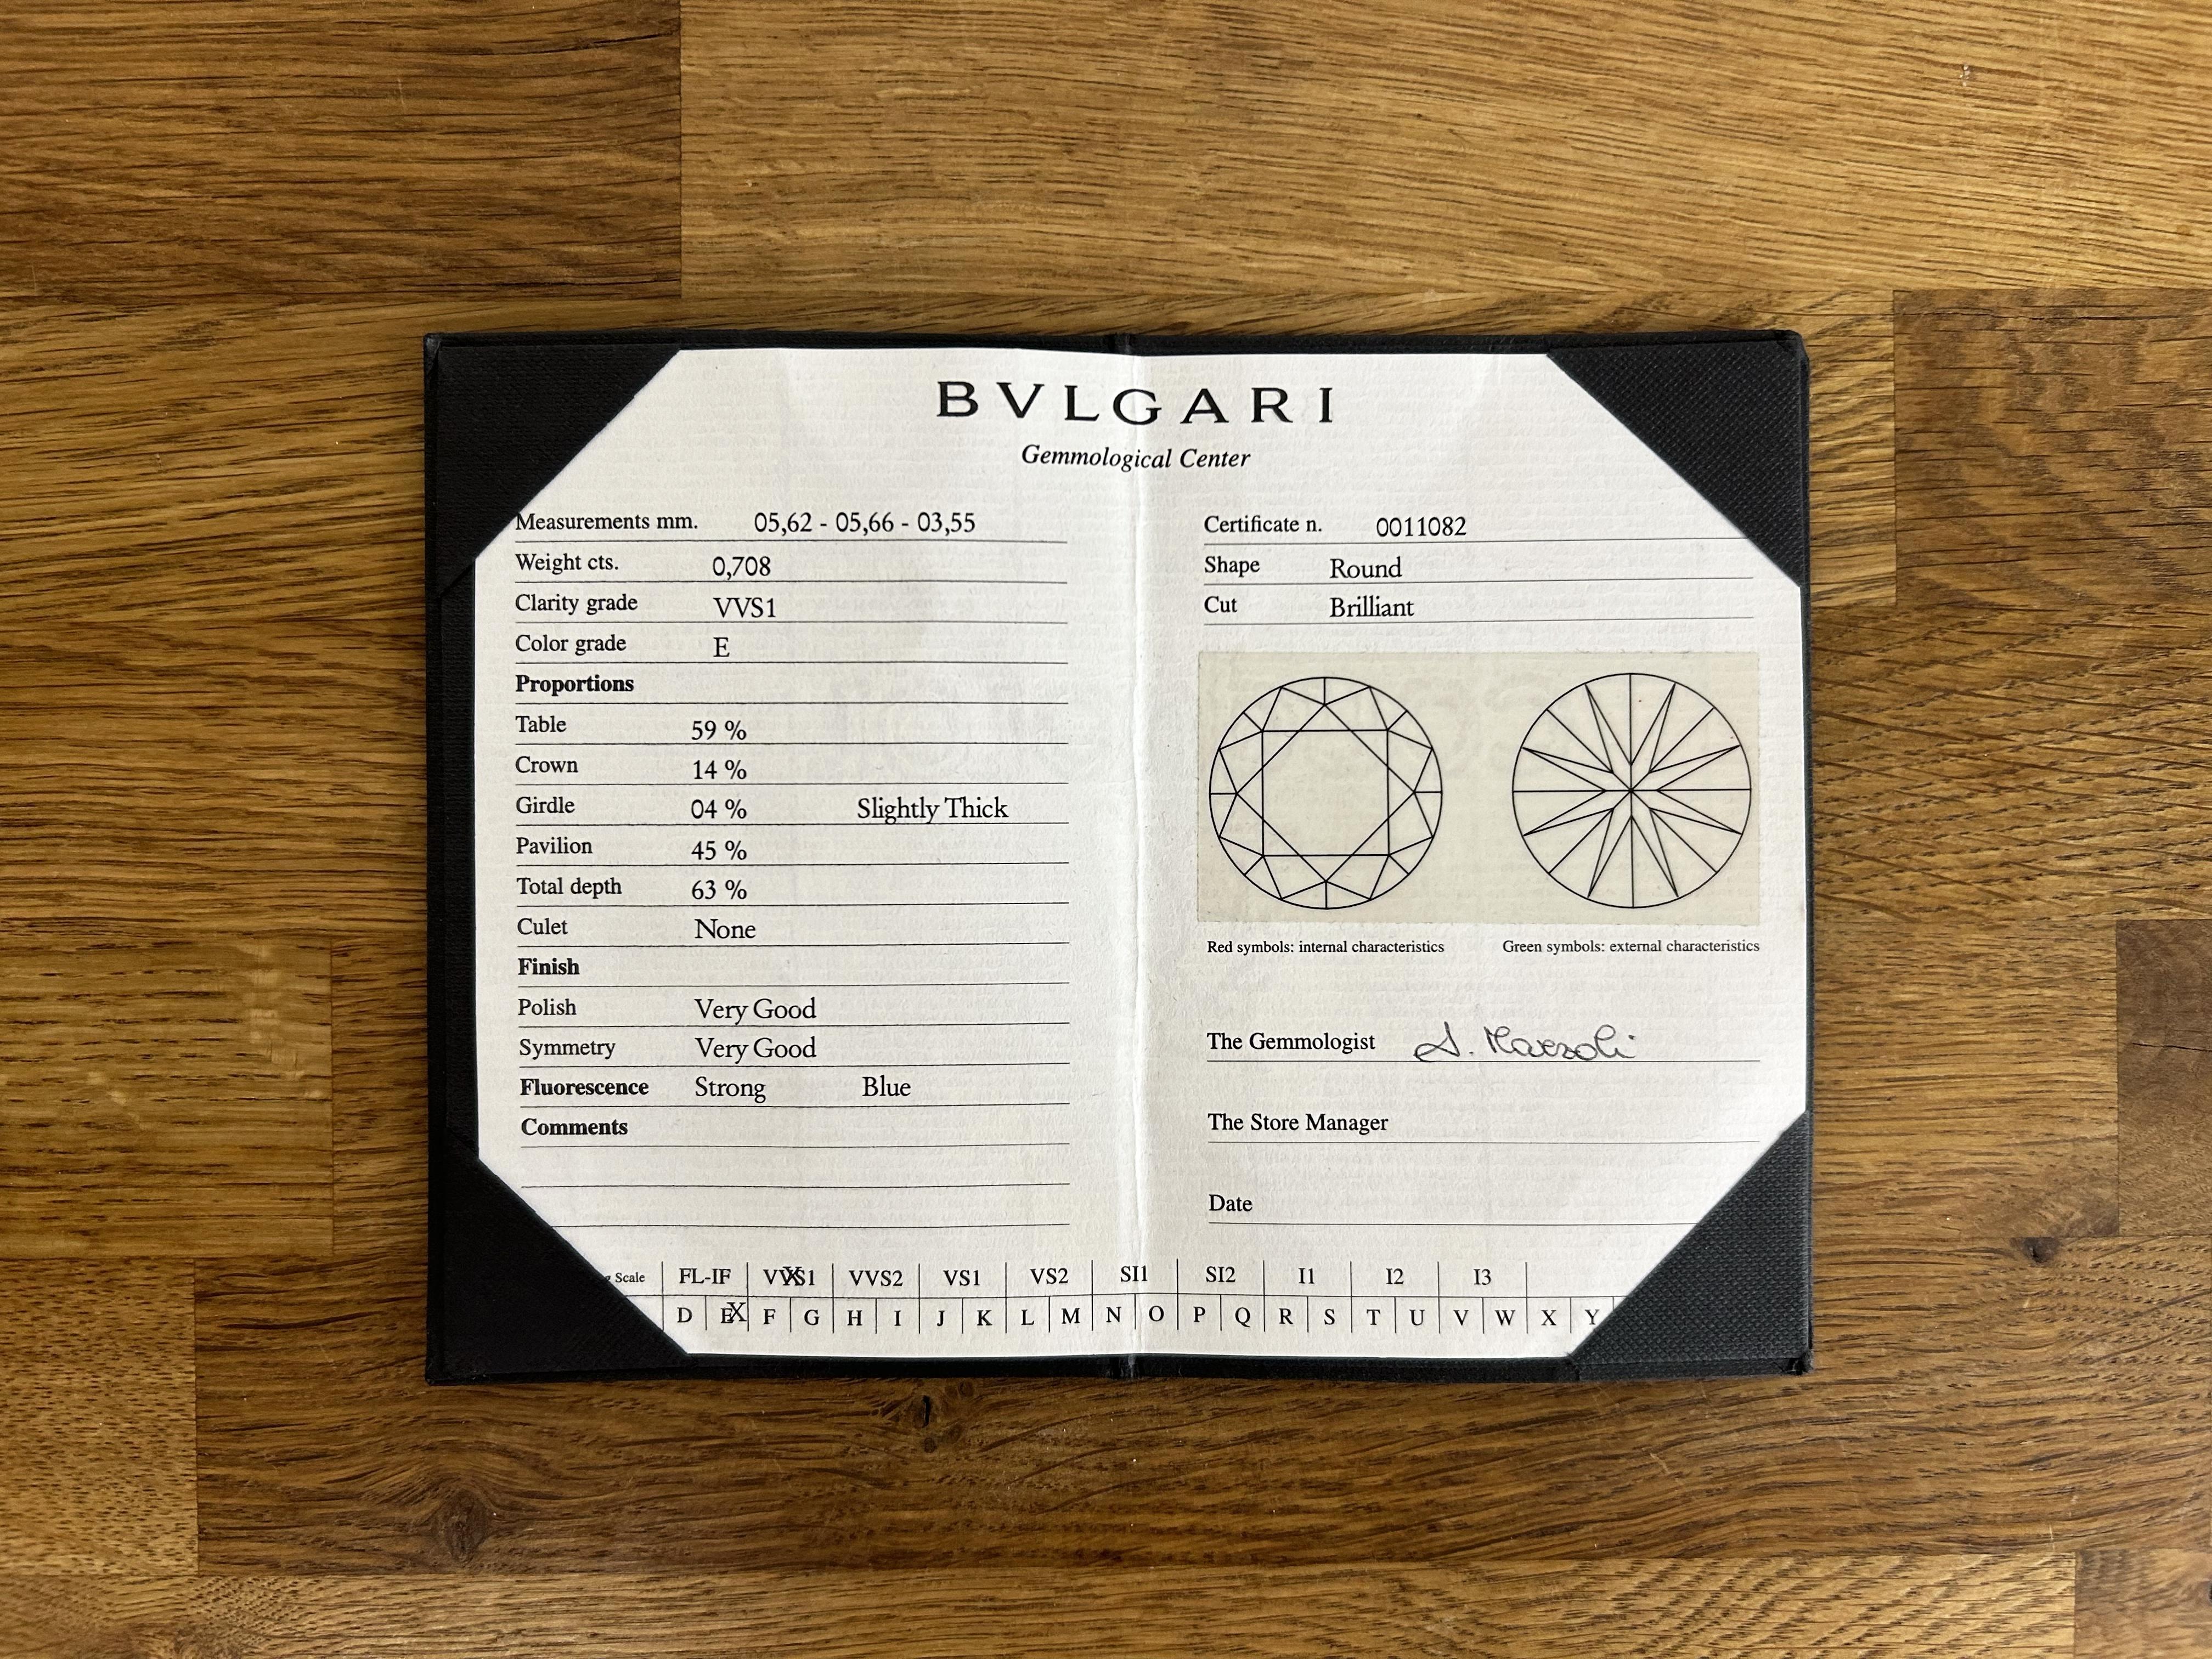 BVLGARI
Gemmological Center
Measurements mm. 05,62 - 05,66 - 03,55
Weight cts. 0,708
Clarity grade VVS1
Color grade E
Proportions
Table 59 %
Crown 14 %
Girdle 04 % Slightly Thick
Pavilion 45 %
Total depth 63 %
Culet None
Finish
Polish Very Good
Symmetry Very Good
Fluorescence Strong Blue
Comments
Certificate n. 0011082
Shape Round
Cut Brilliant
Red symbols: internal characteristics Green symbols: external characteristics
The Gemmologist
The Store Manager
Date
Scale FL-IF VVS1 X VVS2 VS1 VS2 SI1 SI2 I1 I2 I3
D E X F G H I J K L M N O P Q R S T U V W X Y